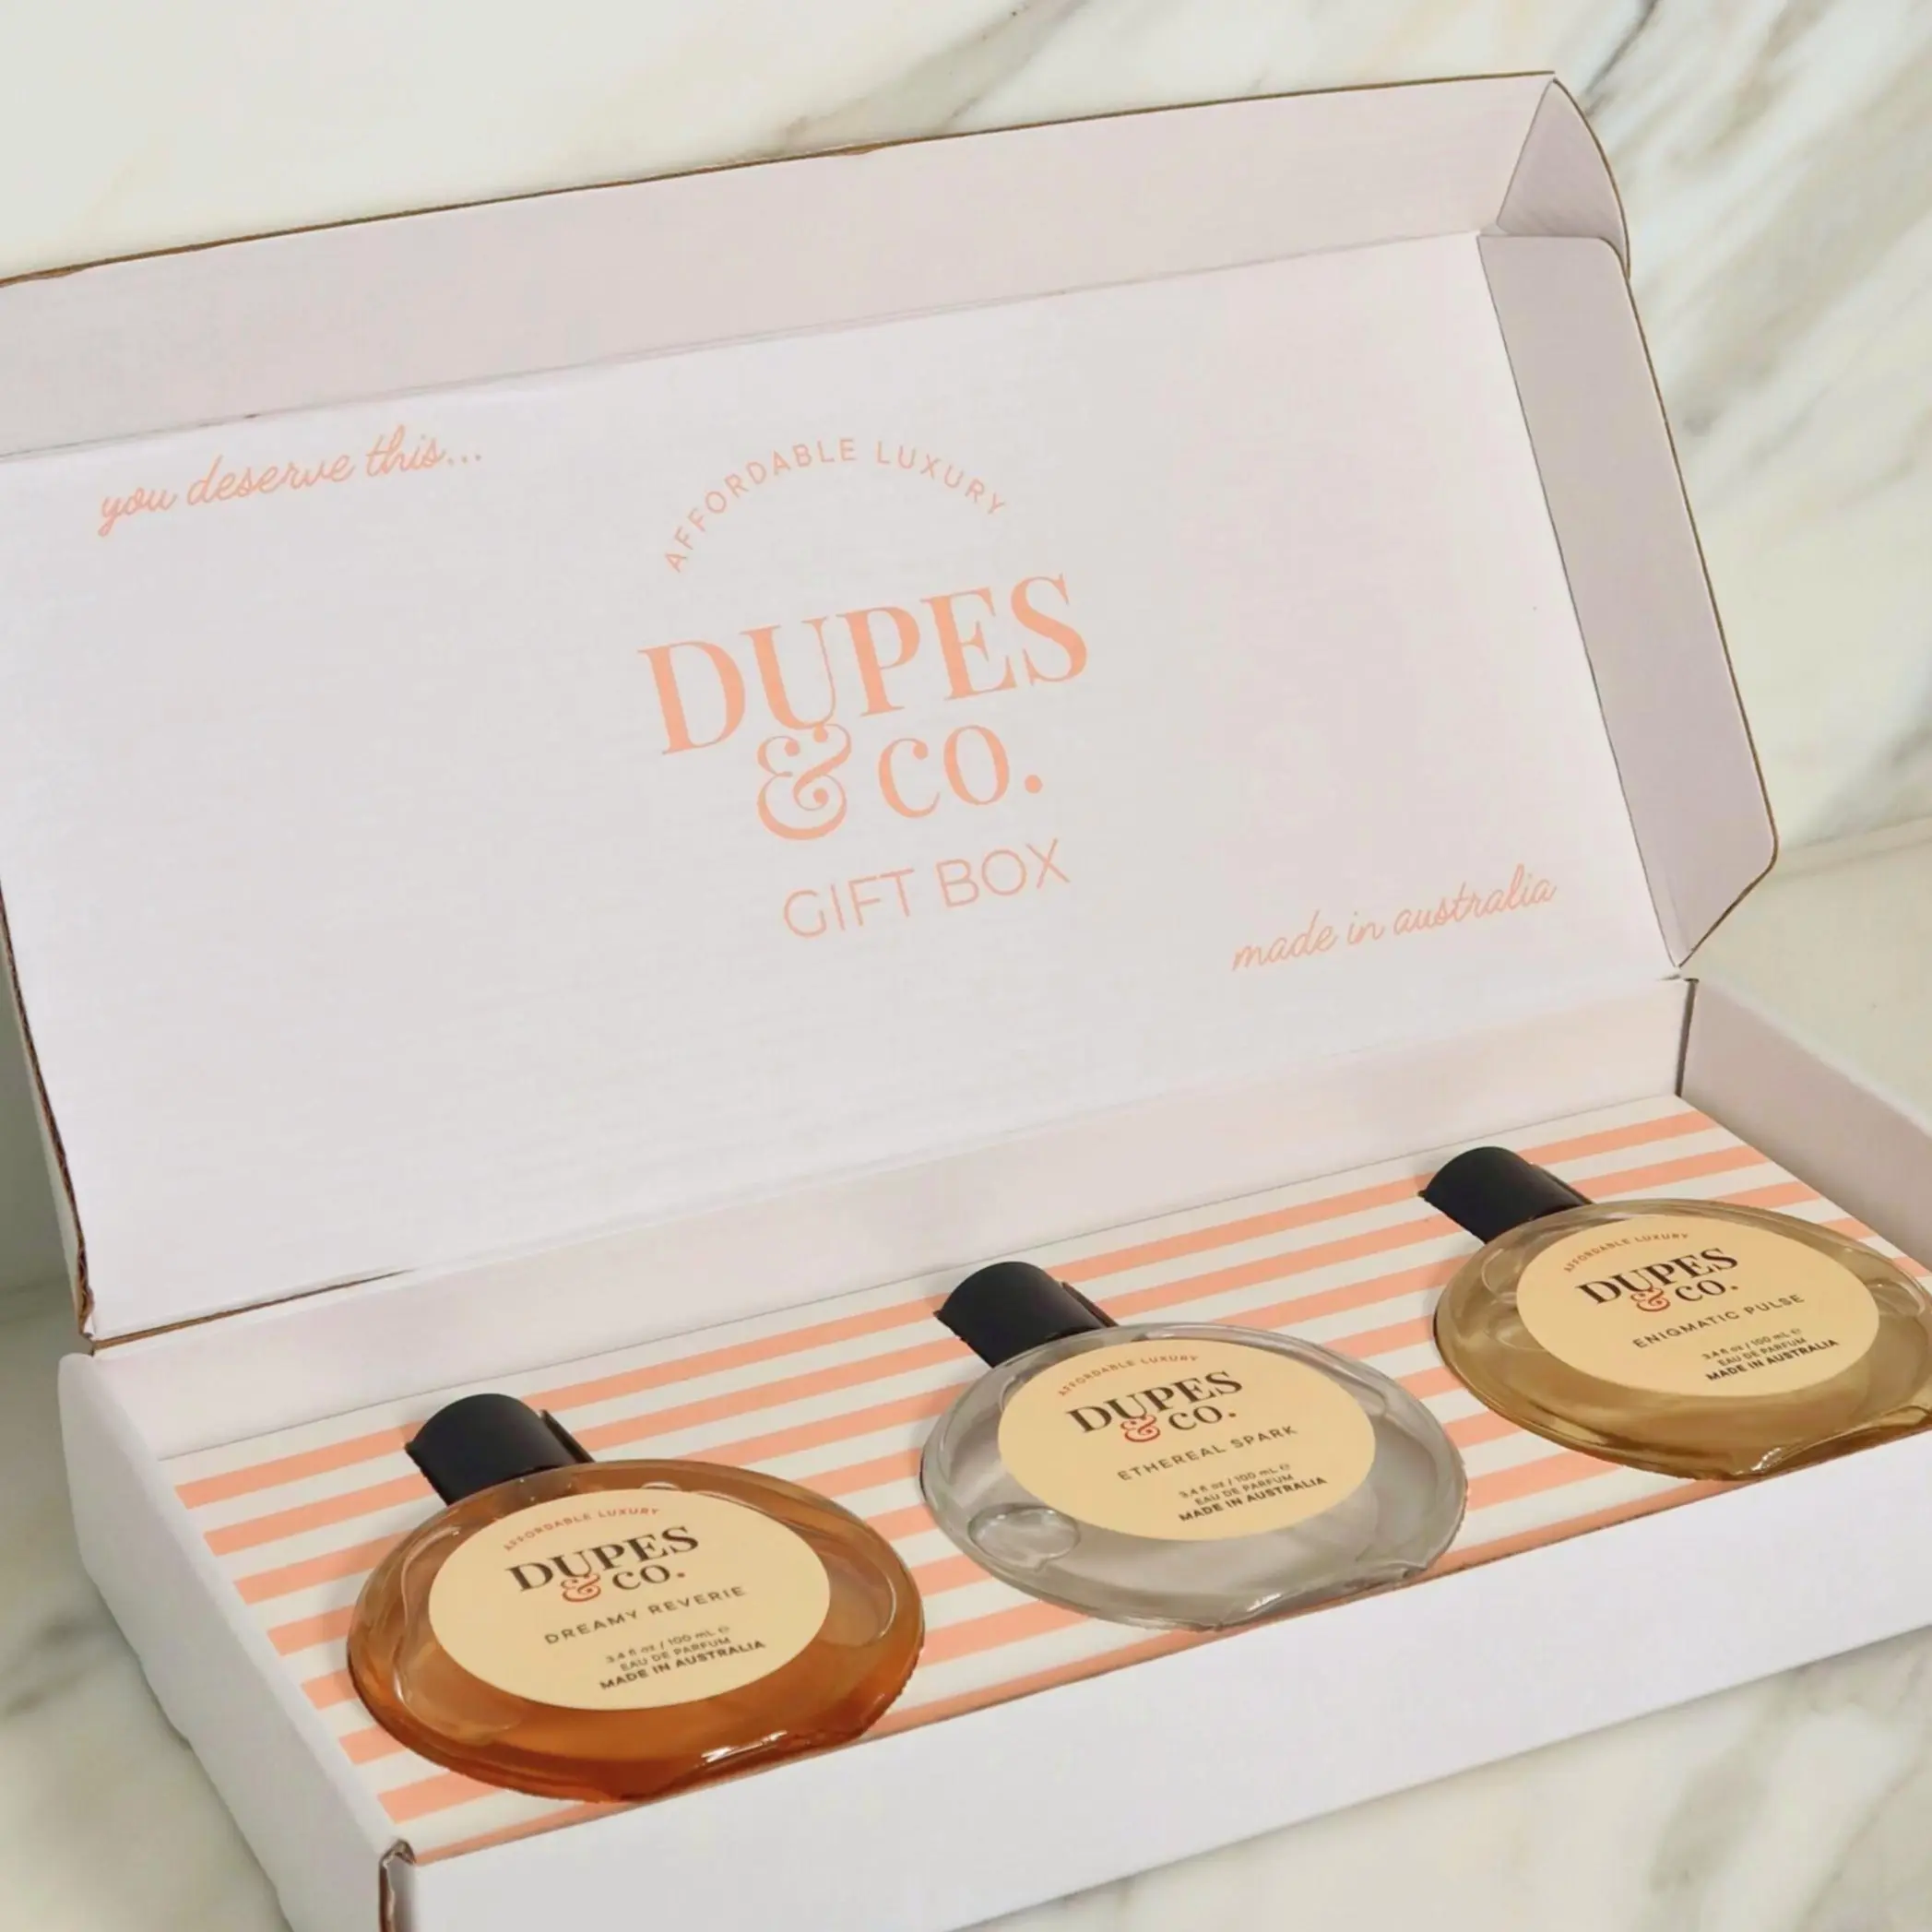 you deserve this...
AFFORDABLE LUXURY
DUPES
& CO.
GIFT BOX
made in australia
AFFORDABLE LUXURY
DUPES
& CO.
DREAMY REVERIE
3.4 fl oz / 100 mL ℮
EAU DE PARFUM
MADE IN AUSTRALIA
AFFORDABLE LUXURY
DUPES
& CO.
ETHEREAL SPARK
3.4 fl oz / 100 mL ℮
EAU DE PARFUM
MADE IN AUSTRALIA
AFFORDABLE LUXURY
DUPES
& CO.
ENIGMATIC PULSE
3.4 fl oz / 100 mL ℮
EAU DE PARFUM
MADE IN AUSTRALIA